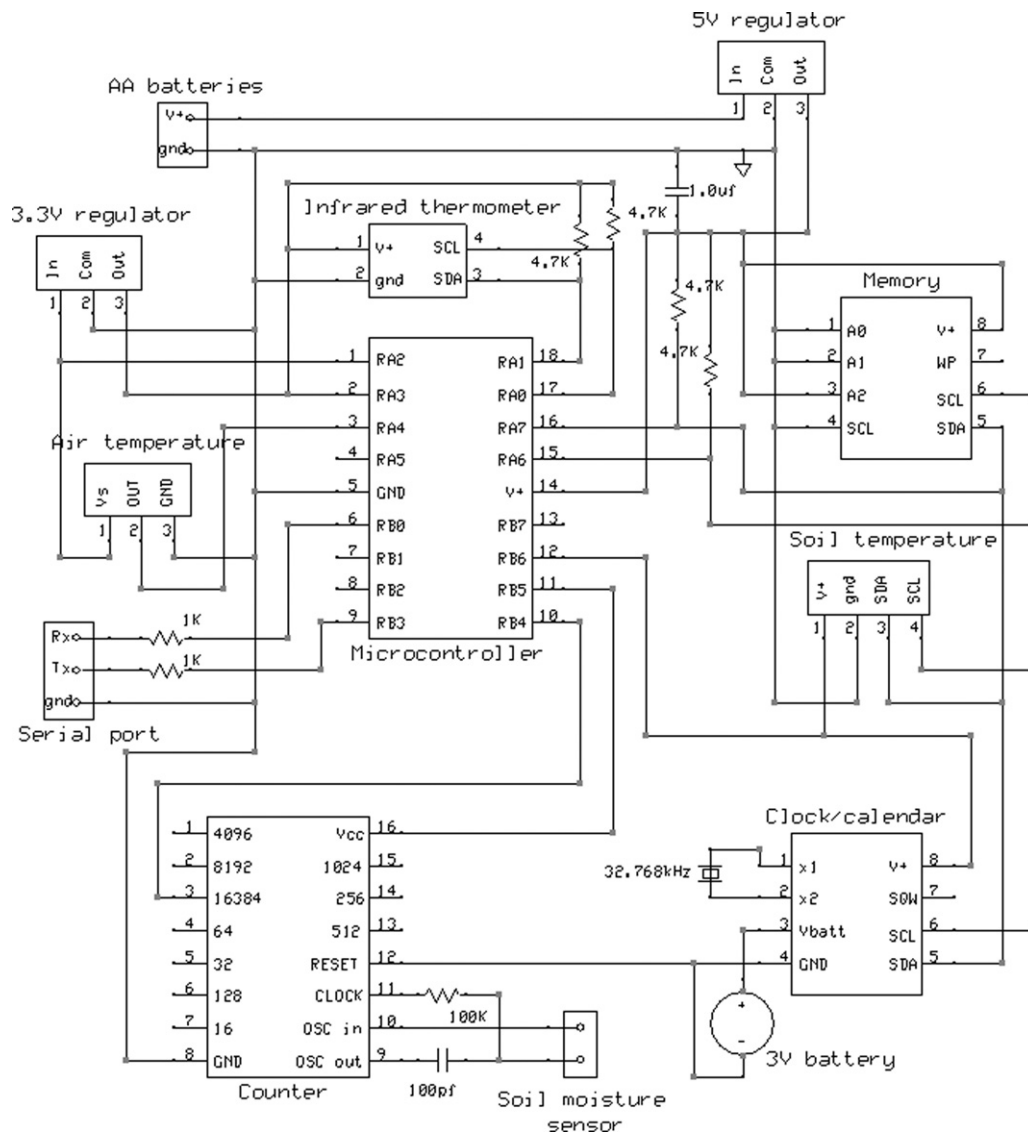 5V regulator
In Com Out
1 2 3
AA batteries
V+
gnd
1.0uf
3.3V regulator
In Com Out
1 2 3
Infrared thermometer
1 V+ SCL 4
2 gnd SDA 3
4.7K
4.7K
4.7K
4.7K
Memory
1 A0 V+ 8
2 A1 WP 7
3 A2 SCL 6
4 SCL SDA 5
1 RA2 RA1 18
2 RA3 RA0 17
3 RA4 RA7 16
4 RA5 RA6 15
5 GND V+ 14
6 RB0 RB7 13
7 RB1 RB6 12
8 RB2 RB5 11
9 RB3 RB4 10
Microcontroller
Air temperature
Vs OUT GND
1 2 3
Soil temperature
V+ gnd SDA SCL
1 2 3 4
Rx 1K
Tx 1K
gnd
Serial port
1 4096 Vcc 16
2 8192 1024 15
3 16384 256 14
4 64 512 13
5 32 RESET 12
6 128 CLOCK 11
7 16 OSC in 10
8 GND OSC out 9
Counter
100K
100pf
Soil moisture
sensor
Clock/calendar
32.768kHz
1 x1 V+ 8
2 x2 SQW 7
3 Vbatt SCL 6
4 GND SDA 5
+
-
3V battery